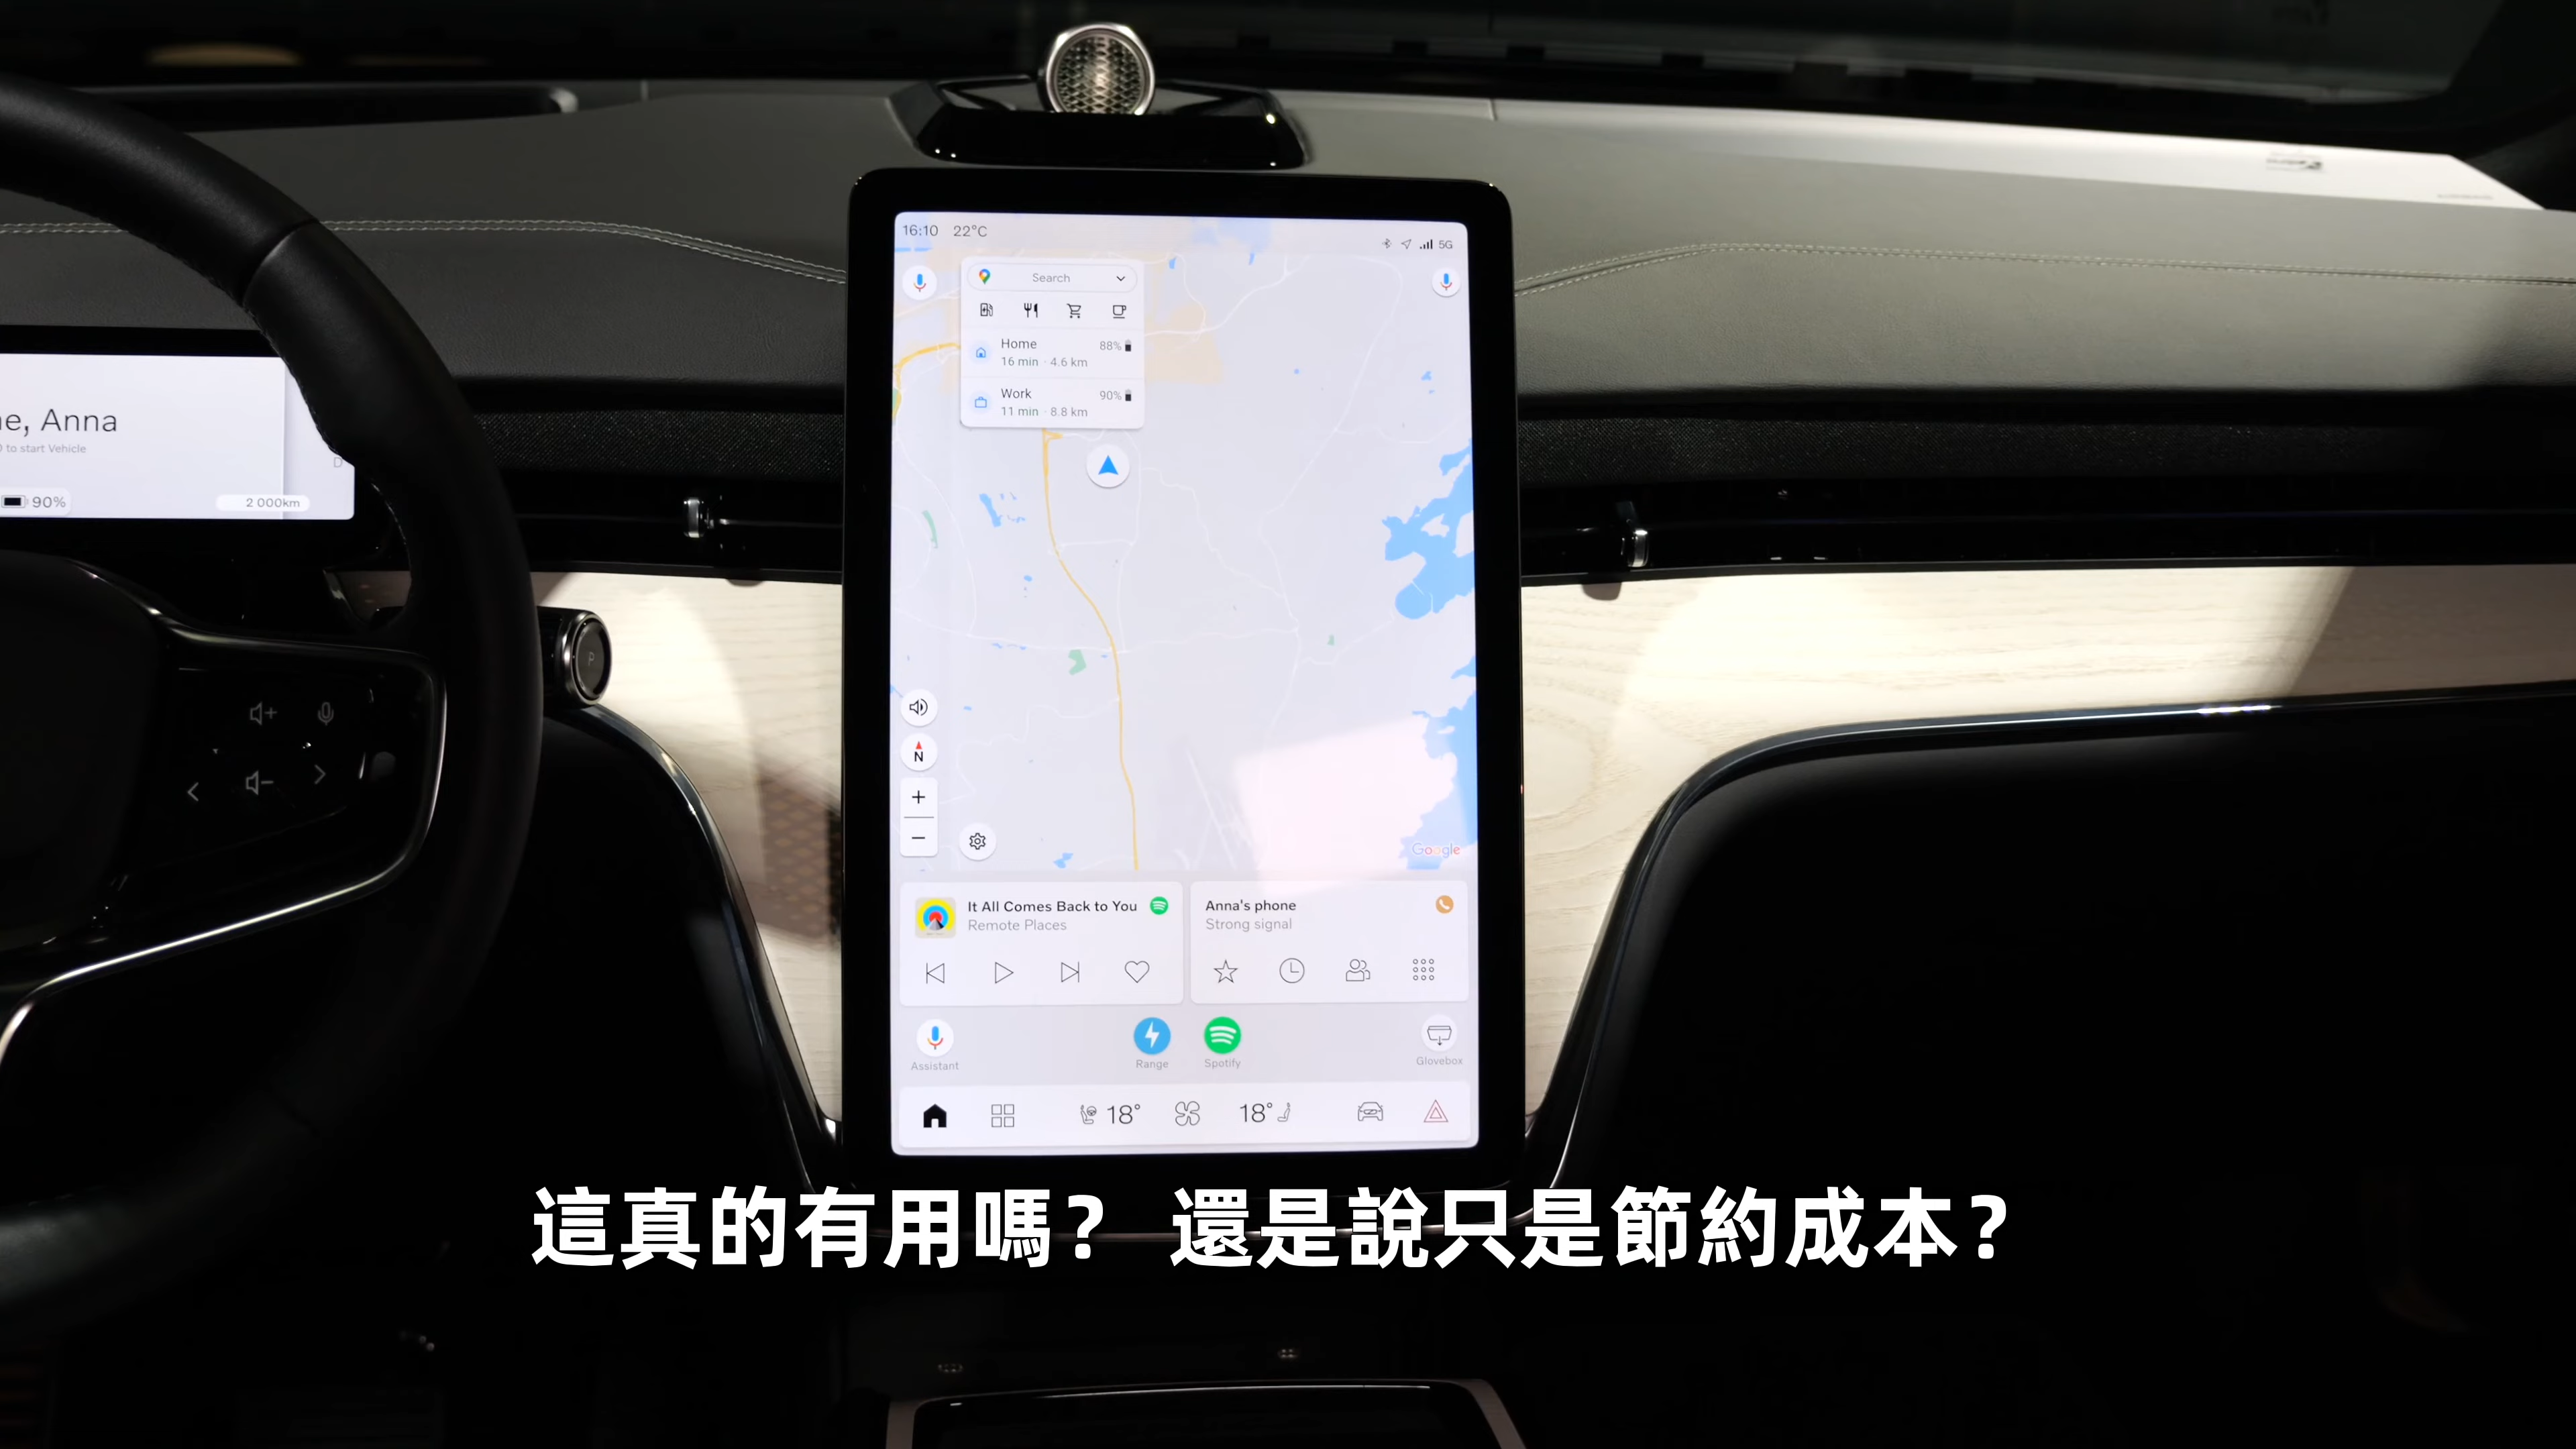 16:10 22°C
5G
Search
Home 88%
16 min · 4.6 km
Work 90%
11 min · 8.8 km
e, Anna
to start Vehicle
D
90%
2 000km
P
N
+
−
Google
It All Comes Back to You
Remote Places
Anna's phone
Strong signal
Assistant
Range
Spotify
Glovebox
18°
18°
這真的有用嗎? 還是說只是節約成本?